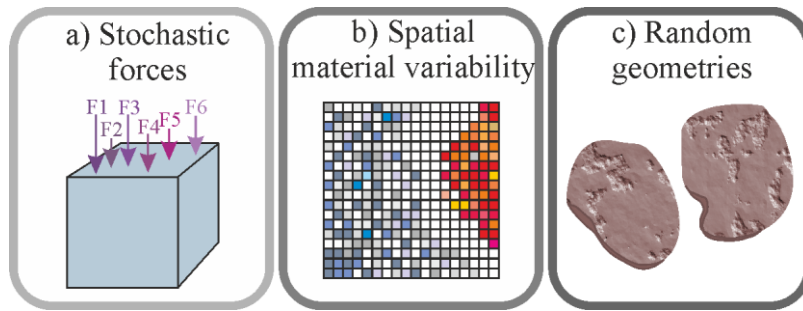 a) Stochastic
forces
F1 F2 F3 F4 F5 F6
b) Spatial
material variability
c) Random
geometries